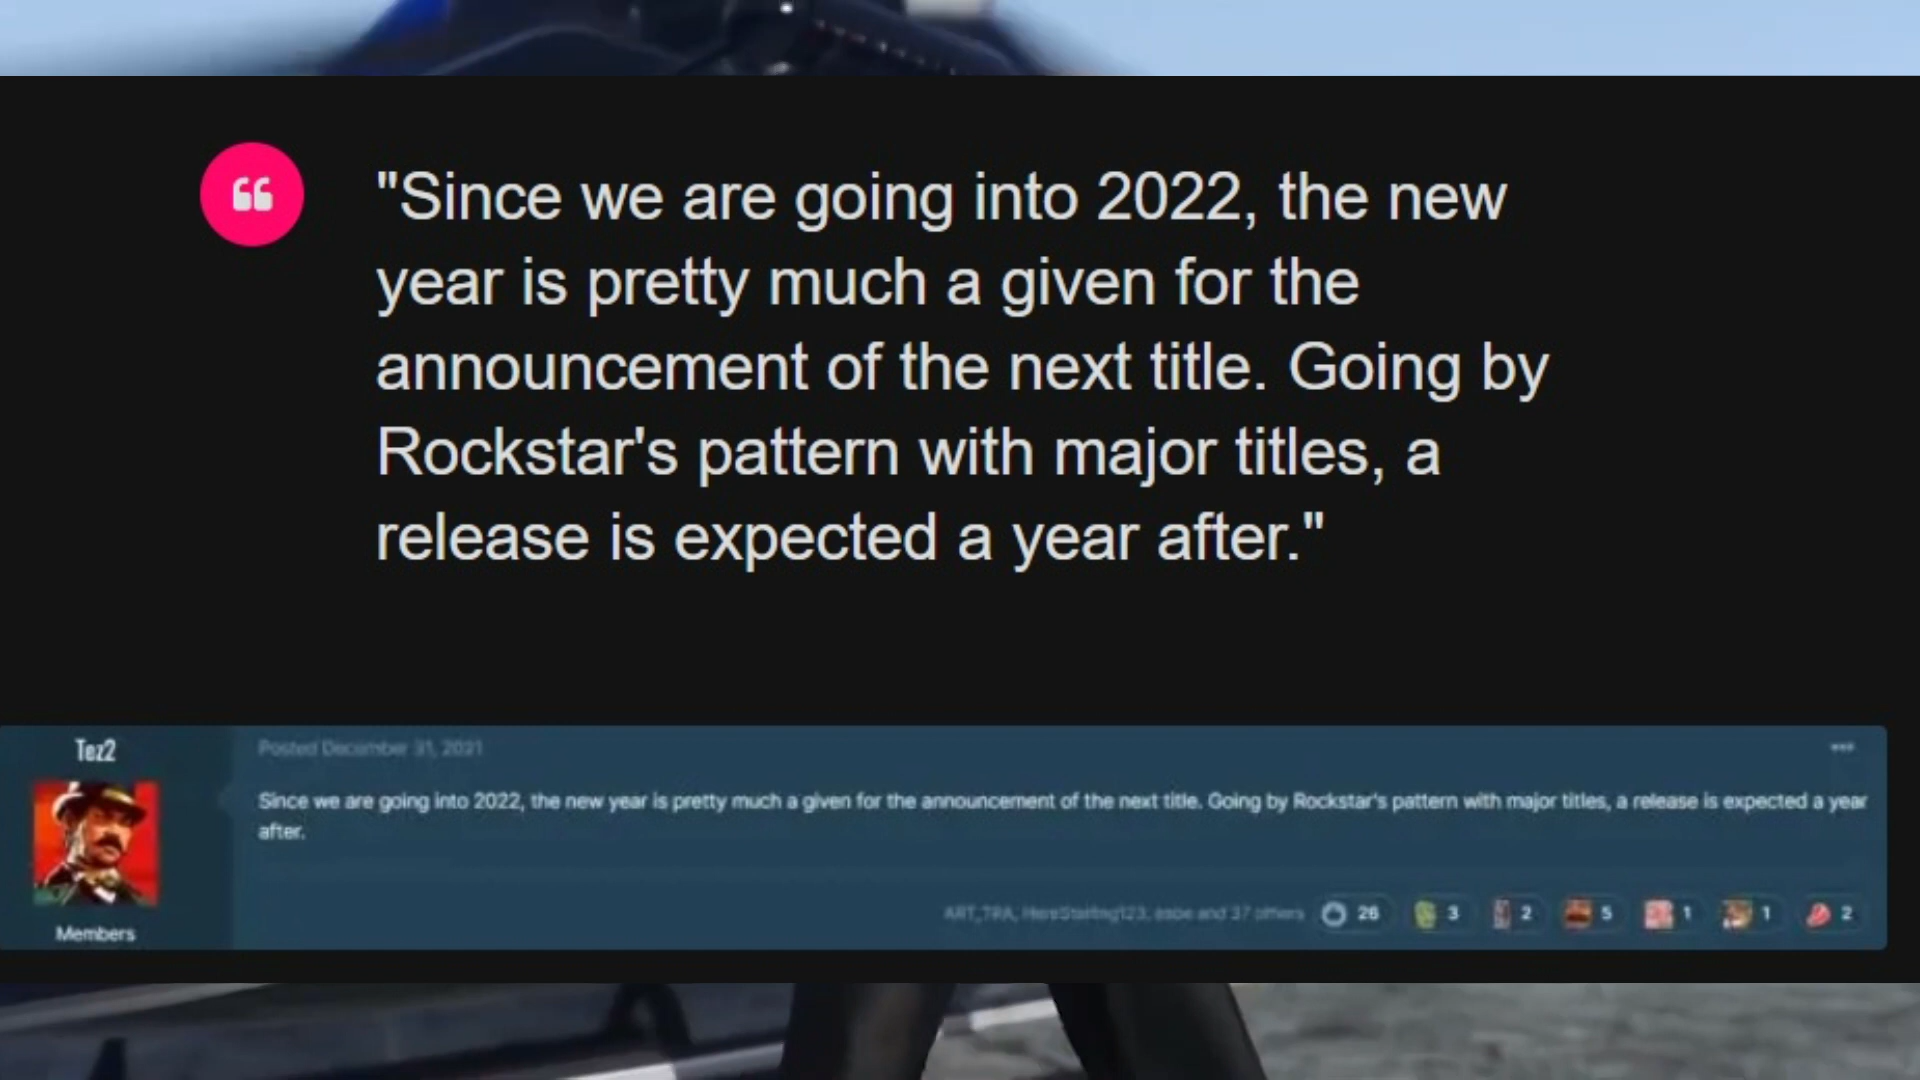 "Since we are going into 2022, the new
year is pretty much a given for the
announcement of the next title. Going by
Rockstar's pattern with major titles, a
release is expected a year after."
Tez2
Posted December 31, 2021
Since we are going into 2022, the new year is pretty much a given for the announcement of the next title. Going by Rockstar's pattern with major titles, a release is expected a year
after.
Members
and 37 others
26 3 2 5 1 1 2